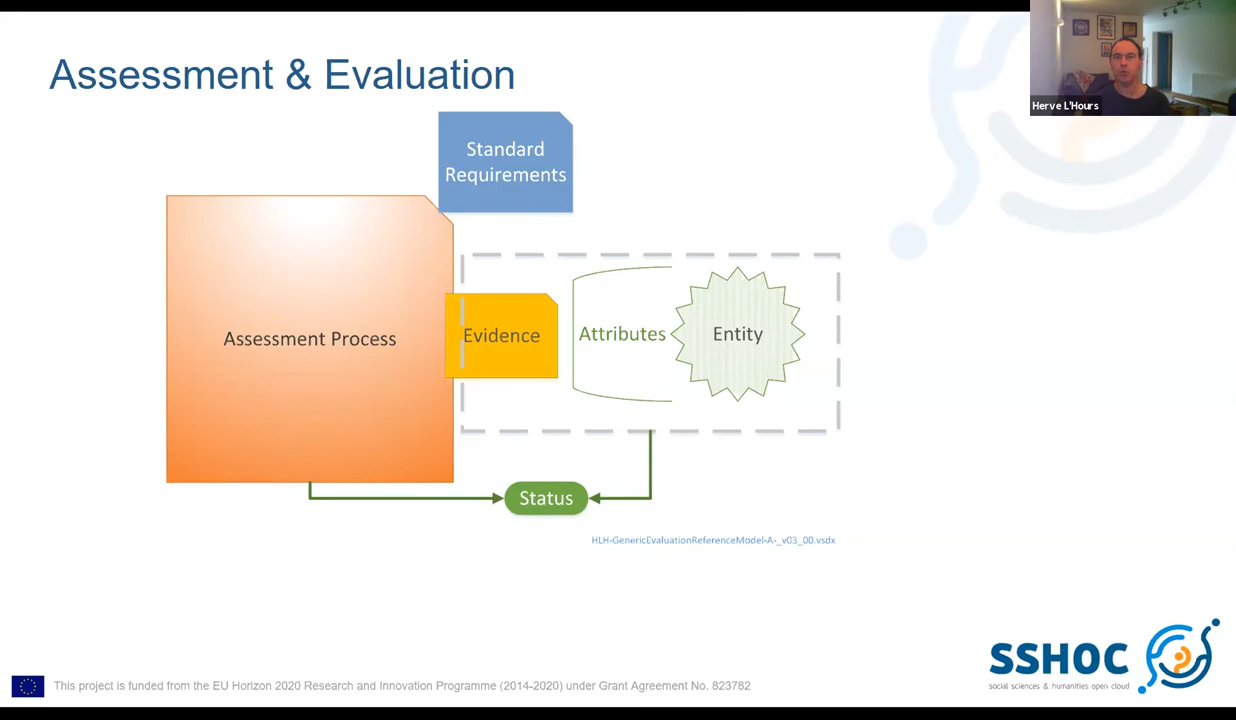 Assessment & Evaluation
Herve L'Hours
Standard
Requirements
Assessment Process
Evidence
Attributes
Entity
Status
HLH-GenericEvaluationReferenceModel-A-_v03_00.vsdx
SSHOC
social sciences & humanities open cloud
This project is funded from the EU Horizon 2020 Research and Innovation Programme (2014-2020) under Grant Agreement No. 823782